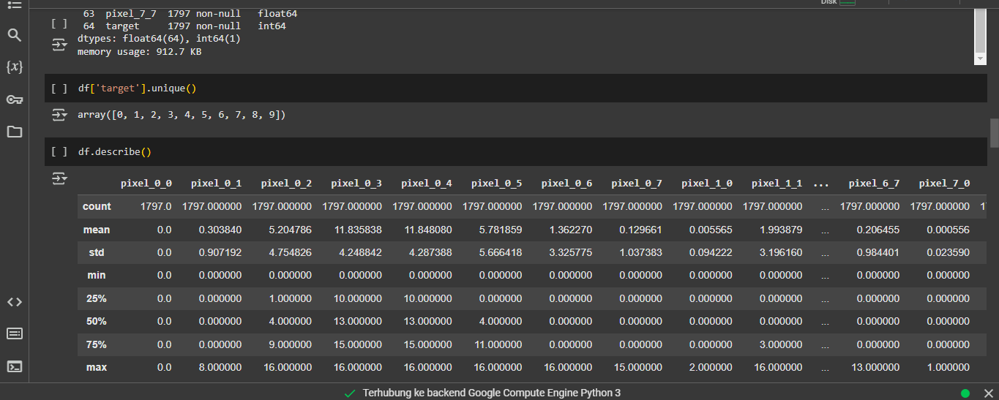 Disk
63 pixel_7_7 1797 non-null float64
[ ] 64 target 1797 non-null int64
dtypes: float64(64), int64(1)
memory usage: 912.7 KB
{x}
[ ] df['target'].unique()
array([0, 1, 2, 3, 4, 5, 6, 7, 8, 9])
[ ] df.describe()
pixel_0_0 pixel_0_1 pixel_0_2 pixel_0_3 pixel_0_4 pixel_0_5 pixel_0_6 pixel_0_7 pixel_1_0 pixel_1_1 ... pixel_6_7 pixel_7_0
count 1797.0 1797.000000 1797.000000 1797.000000 1797.000000 1797.000000 1797.000000 1797.000000 1797.000000 1797.000000 ... 1797.000000 1797.000000
mean 0.0 0.303840 5.204786 11.835838 11.848080 5.781859 1.362270 0.129661 0.005565 1.993879 ... 0.206455 0.000556
std 0.0 0.907192 4.754826 4.248842 4.287388 5.666418 3.325775 1.037383 0.094222 3.196160 ... 0.984401 0.023590
min 0.0 0.000000 0.000000 0.000000 0.000000 0.000000 0.000000 0.000000 0.000000 0.000000 ... 0.000000 0.000000
25% 0.0 0.000000 1.000000 10.000000 10.000000 0.000000 0.000000 0.000000 0.000000 0.000000 ... 0.000000 0.000000
50% 0.0 0.000000 4.000000 13.000000 13.000000 4.000000 0.000000 0.000000 0.000000 0.000000 ... 0.000000 0.000000
75% 0.0 0.000000 9.000000 15.000000 15.000000 11.000000 0.000000 0.000000 0.000000 3.000000 ... 0.000000 0.000000
max 0.0 8.000000 16.000000 16.000000 16.000000 16.000000 16.000000 15.000000 2.000000 16.000000 ... 13.000000 1.000000
Terhubung ke backend Google Compute Engine Python 3